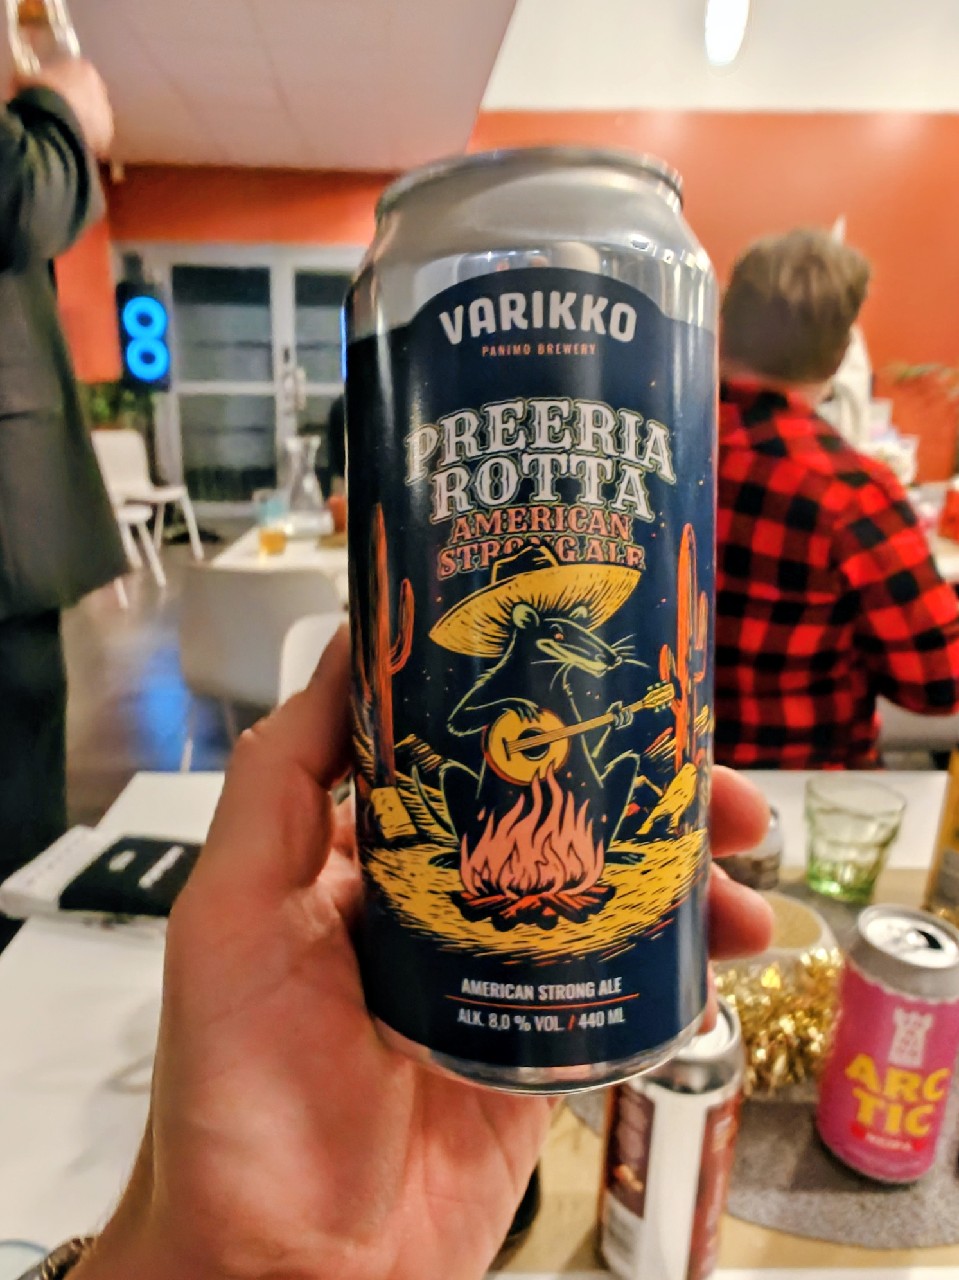 VARIKKO
PANIMO BREWERY
PREERIA
ROTTA
AMERICAN
STRONG ALE
AMERICAN STRONG ALE
ALK. 8,0 % VOL. / 440 ML
ARC
TIC